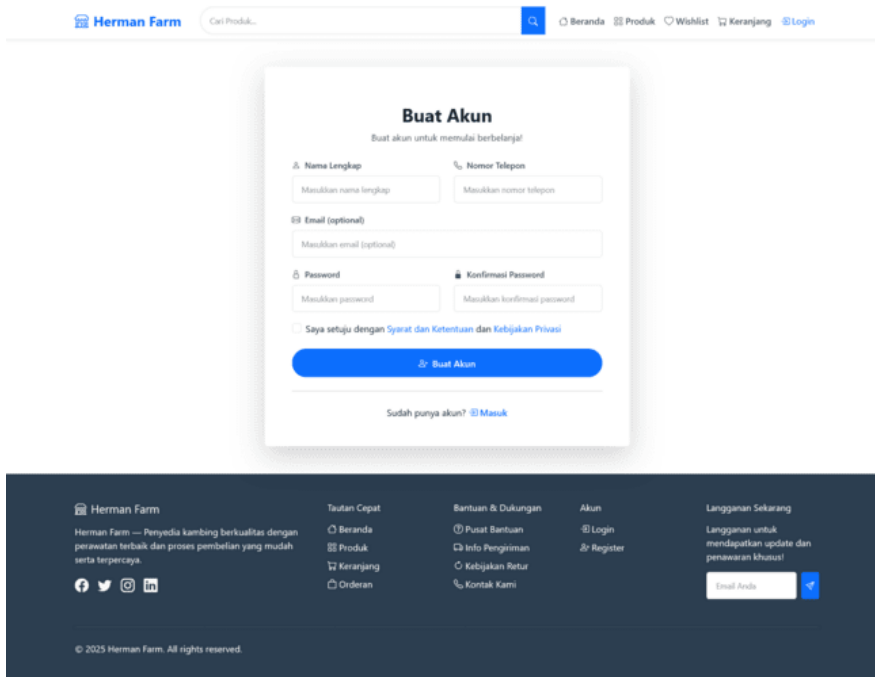 Herman Farm
Cari Produk...
Beranda Produk Wishlist Keranjang Login
Buat Akun
Buat akun untuk memulai berbelanja!
Nama Lengkap
Nomor Telepon
Masukkan nama lengkap
Masukkan nomor telepon
Email (optional)
Masukkan email (optional)
Password
Konfirmasi Password
Masukkan password
Masukkan konfirmasi password
Saya setuju dengan Syarat dan Ketentuan dan Kebijakan Privasi
Buat Akun
Sudah punya akun? Masuk
Herman Farm
Herman Farm — Penyedia kambing berkualitas dengan
perawatan terbaik dan proses pembelian yang mudah
serta terpercaya.
Tautan Cepat
Beranda
Produk
Keranjang
Orderan
Bantuan & Dukungan
Pusat Bantuan
Info Pengiriman
Kebijakan Retur
Kontak Kami
Akun
Login
Register
Langganan Sekarang
Langganan untuk
mendapatkan update dan
penawaran khusus!
Email Anda
© 2025 Herman Farm. All rights reserved.